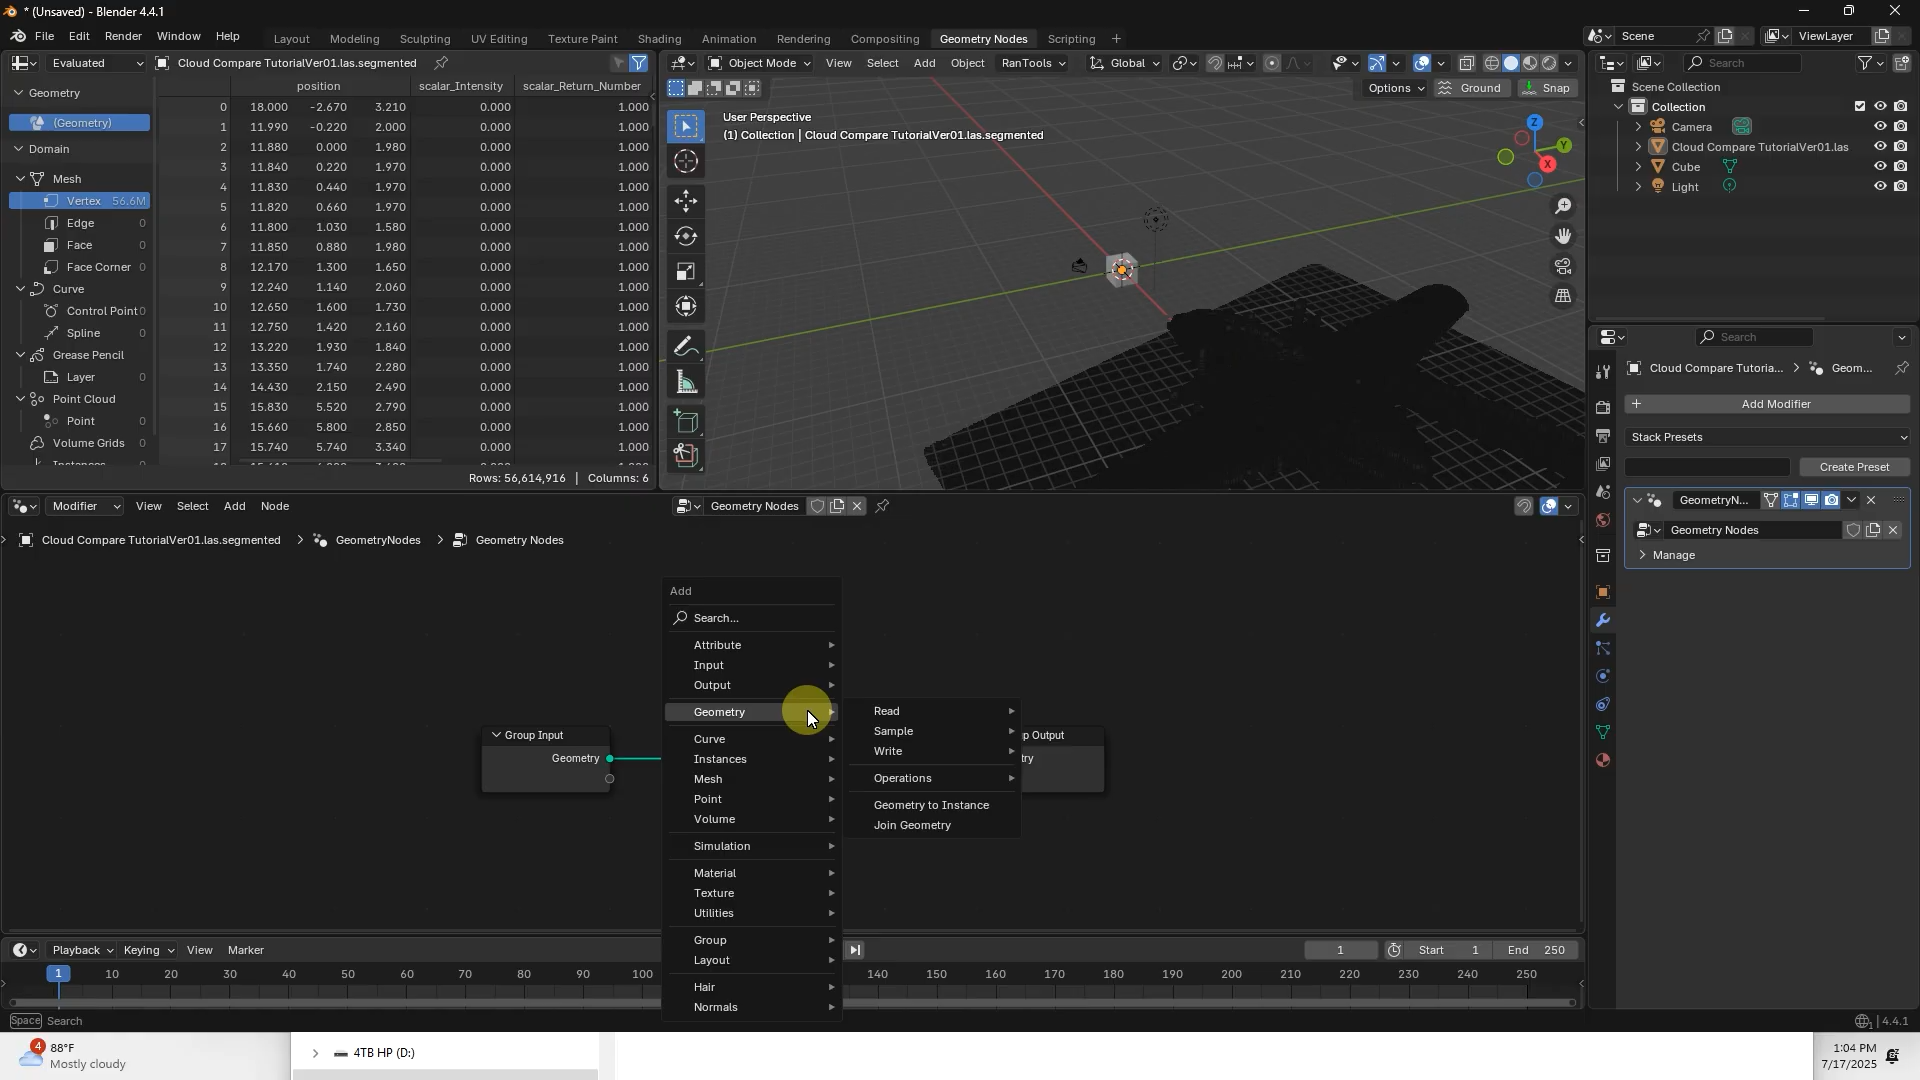 * (Unsaved) - Blender 4.4.1
File Edit Render Window Help Layout Modeling Sculpting UV Editing Texture Paint Shading Animation Rendering Compositing Geometry Nodes Scripting + Scene ViewLayer
Evaluated Cloud Compare TutorialVer01.las.segmented
Object Mode View Select Add Object RanTools Global
Options Ground Snap
Search
Geometry
(Geometry)
Domain
Mesh
Vertex 56.6M
Edge 0
Face 0
Face Corner 0
Curve
Control Point 0
Spline 0
Grease Pencil
Layer 0
Point Cloud
Point 0
Volume Grids 0
position scalar_Intensity scalar_Return_Number
0 18.000 -2.670 3.210 0.000 1.000
1 11.990 -0.220 2.000 0.000 1.000
2 11.880 0.000 1.980 0.000 1.000
3 11.840 0.220 1.970 0.000 1.000
4 11.830 0.440 1.970 0.000 1.000
5 11.820 0.660 1.970 0.000 1.000
6 11.800 1.030 1.580 0.000 1.000
7 11.850 0.880 1.980 0.000 1.000
8 12.170 1.300 1.650 0.000 1.000
9 12.240 1.140 2.060 0.000 1.000
10 12.650 1.600 1.730 0.000 1.000
11 12.750 1.420 2.160 0.000 1.000
12 13.220 1.930 1.840 0.000 1.000
13 13.350 1.740 2.280 0.000 1.000
14 14.430 2.150 2.490 0.000 1.000
15 15.830 5.520 2.790 0.000 1.000
16 15.660 5.800 2.850 0.000 1.000
17 15.740 5.740 3.340 0.000 1.000
Rows: 56,614,916 | Columns: 6
User Perspective
(1) Collection | Cloud Compare TutorialVer01.las.segmented
Z
Y
X
Scene Collection
Collection
Camera
Cloud Compare TutorialVer01.las
Cube
Light
Search
Cloud Compare Tutoria... > Geom...
Add Modifier
Stack Presets
Create Preset
GeometryN...
Geometry Nodes
Manage
Modifier View Select Add Node Geometry Nodes
Cloud Compare TutorialVer01.las.segmented > GeometryNodes > Geometry Nodes
Group Input
Geometry
p Output
try
Add
Search...
Attribute
Input
Output
Geometry
Curve
Instances
Mesh
Point
Volume
Simulation
Material
Texture
Utilities
Group
Layout
Hair
Normals
Read
Sample
Write
Operations
Geometry to Instance
Join Geometry
Playback Keying View Marker 1 Start 1 End 250
1 10 20 30 40 50 60 70 80 90 100 140 150 160 170 180 190 200 210 220 230 240 250
Space Search 4.4.1
4
88°F
Mostly cloudy
4TB HP (D:)
1:04 PM
7/17/2025